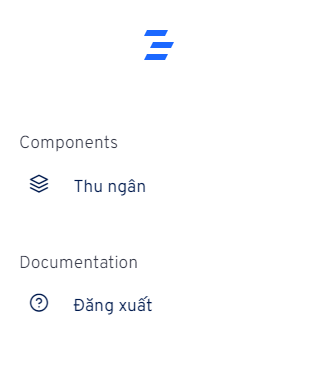 Components
Thu ngân
Documentation
Đăng xuất